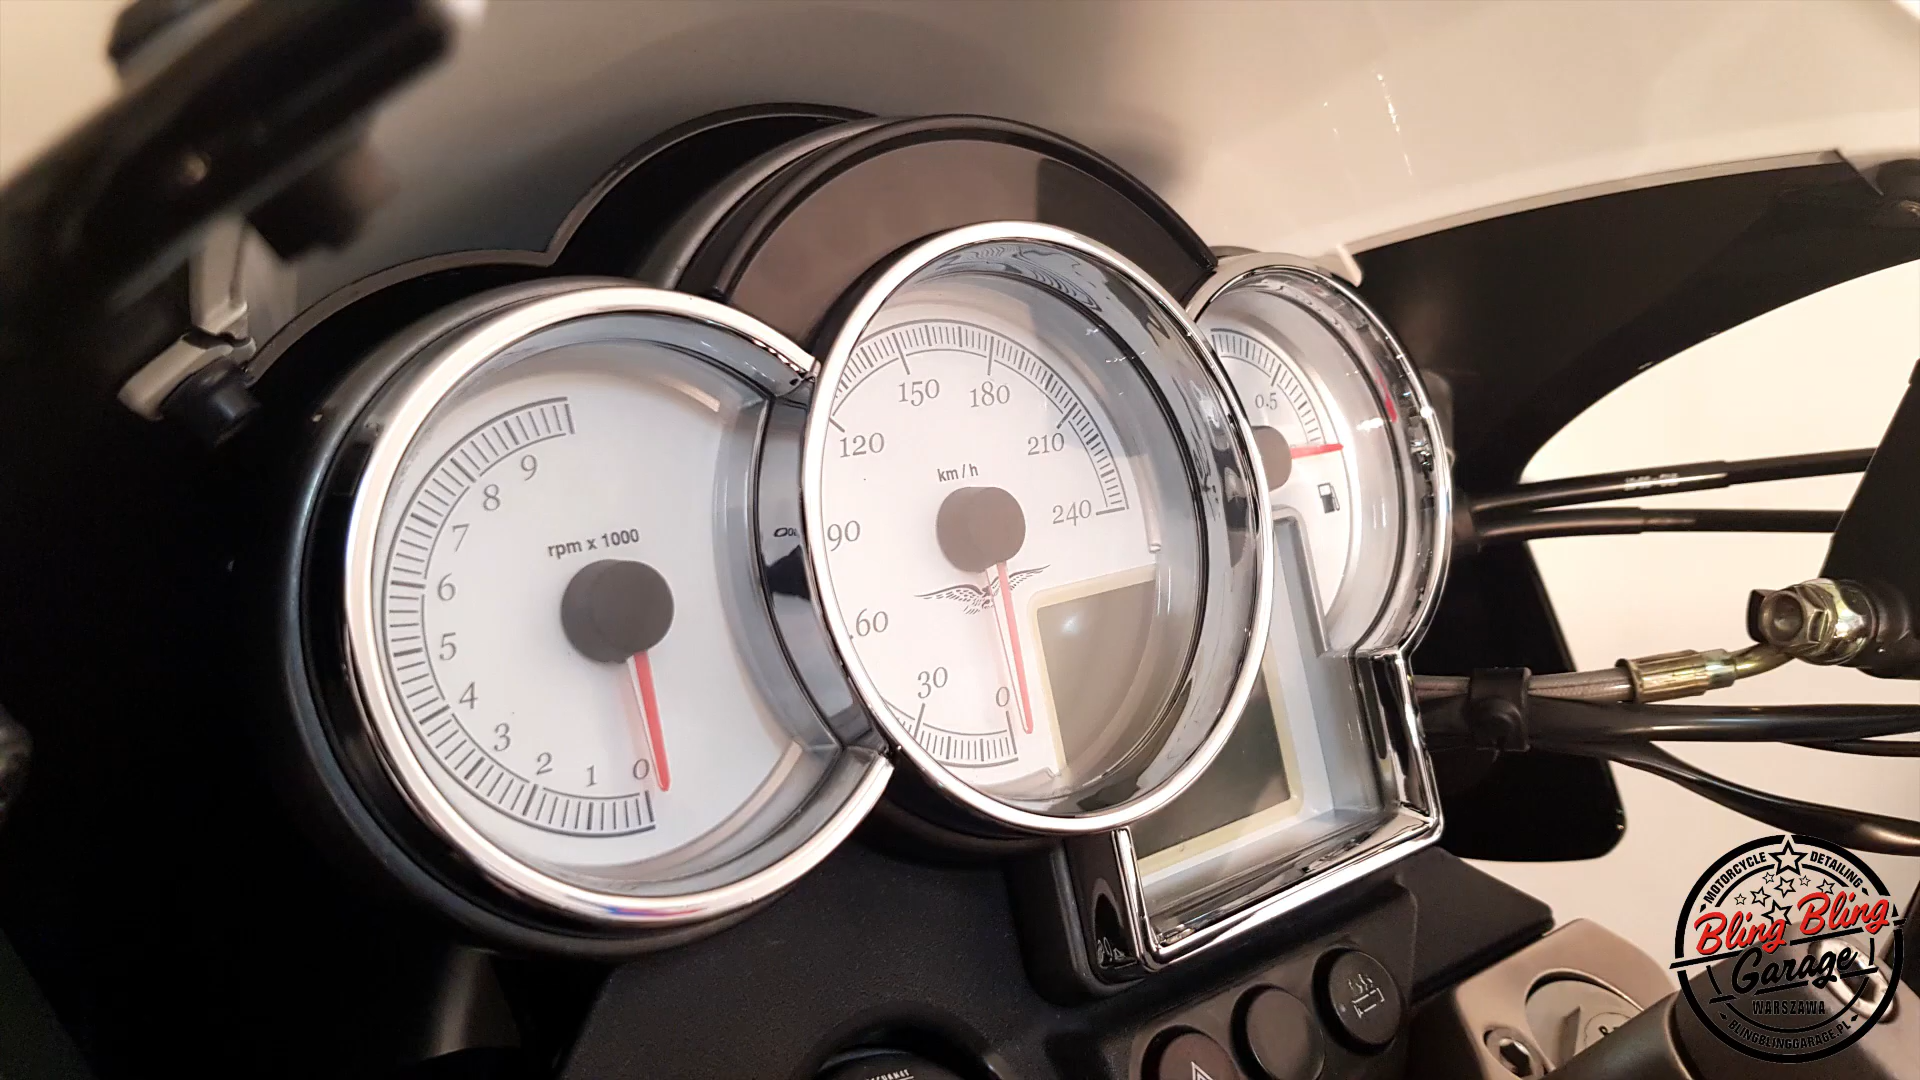 9
8
7
6
5
4
3
2
1
0
rpm x 1000
150
180
120
210
km/h
90
240
60
30
0
0.5
MOTORCYCLE DETAILING
Bling Bling
Garage
WARSZAWA
BLINGBLINGGARAGE.PL